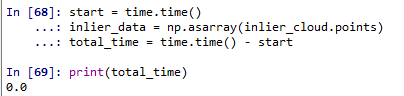 In [68]: start = time.time()
    ...: inlier_data = np.asarray(inlier_cloud.points)
    ...: total_time = time.time() - start
In [69]: print(total_time)
0.0